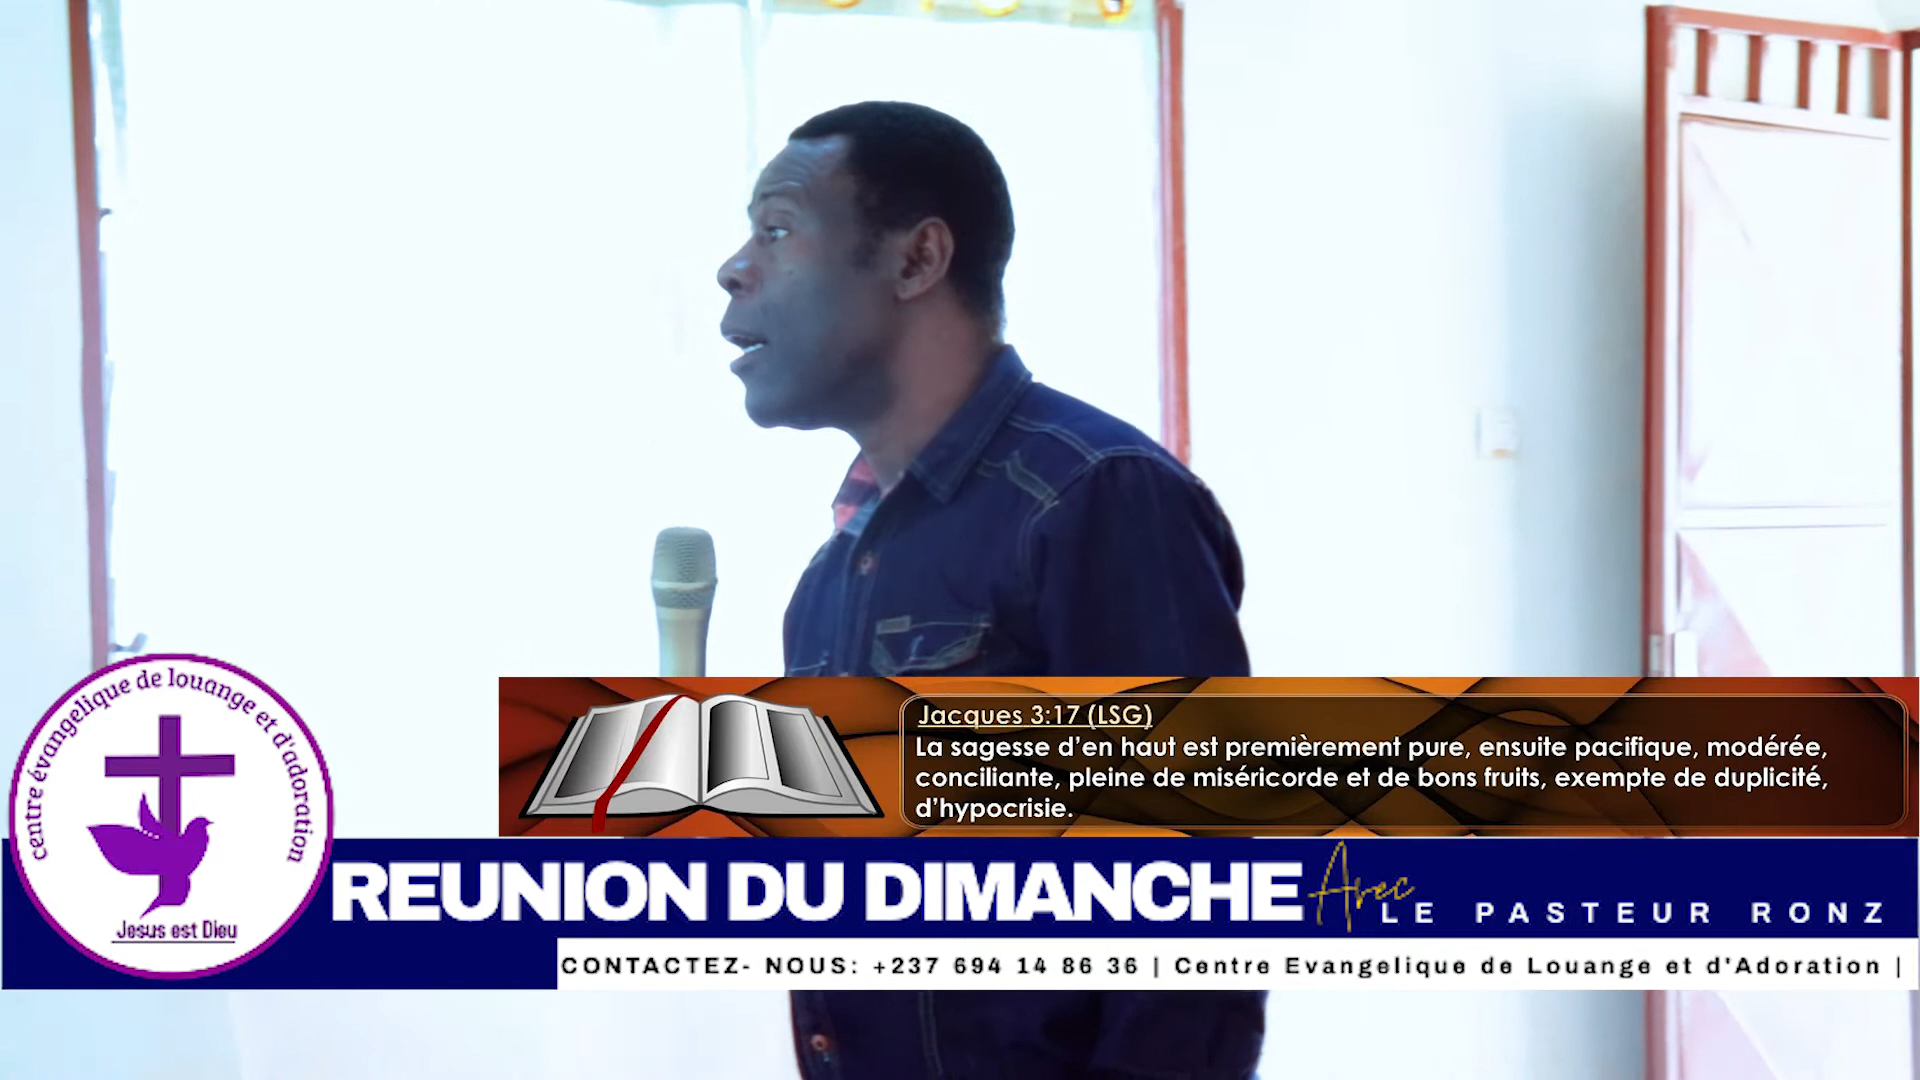 centre évangelique de louange et d'adoration
Jesus est Dieu
Jacques 3:17 (LSG)
La sagesse d'en haut est premièrement pure, ensuite pacifique, modérée,
conciliante, pleine de miséricorde et de bons fruits, exempte de duplicité,
d'hypocrisie.
REUNION DU DIMANCHE Avec LE PASTEUR RONZ
CONTACTEZ- NOUS: +237 694 14 86 36 | Centre Evangelique de Louange et d'Adoration |